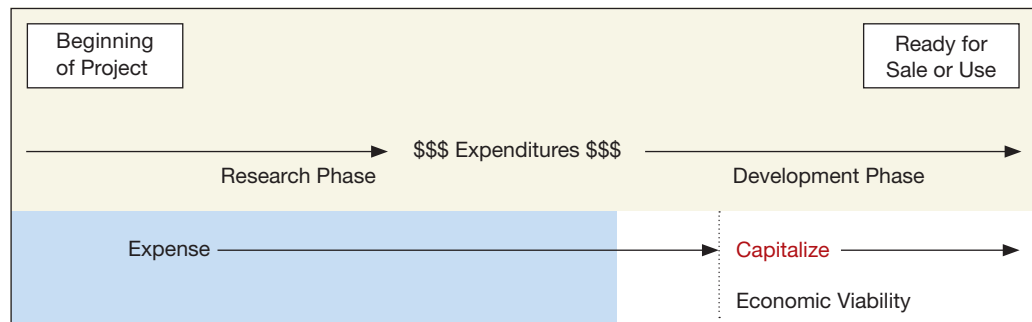 Beginning
of Project
Ready for
Sale or Use
$$$ Expenditures $$$
Research Phase
Development Phase
Expense
Capitalize
Economic Viability